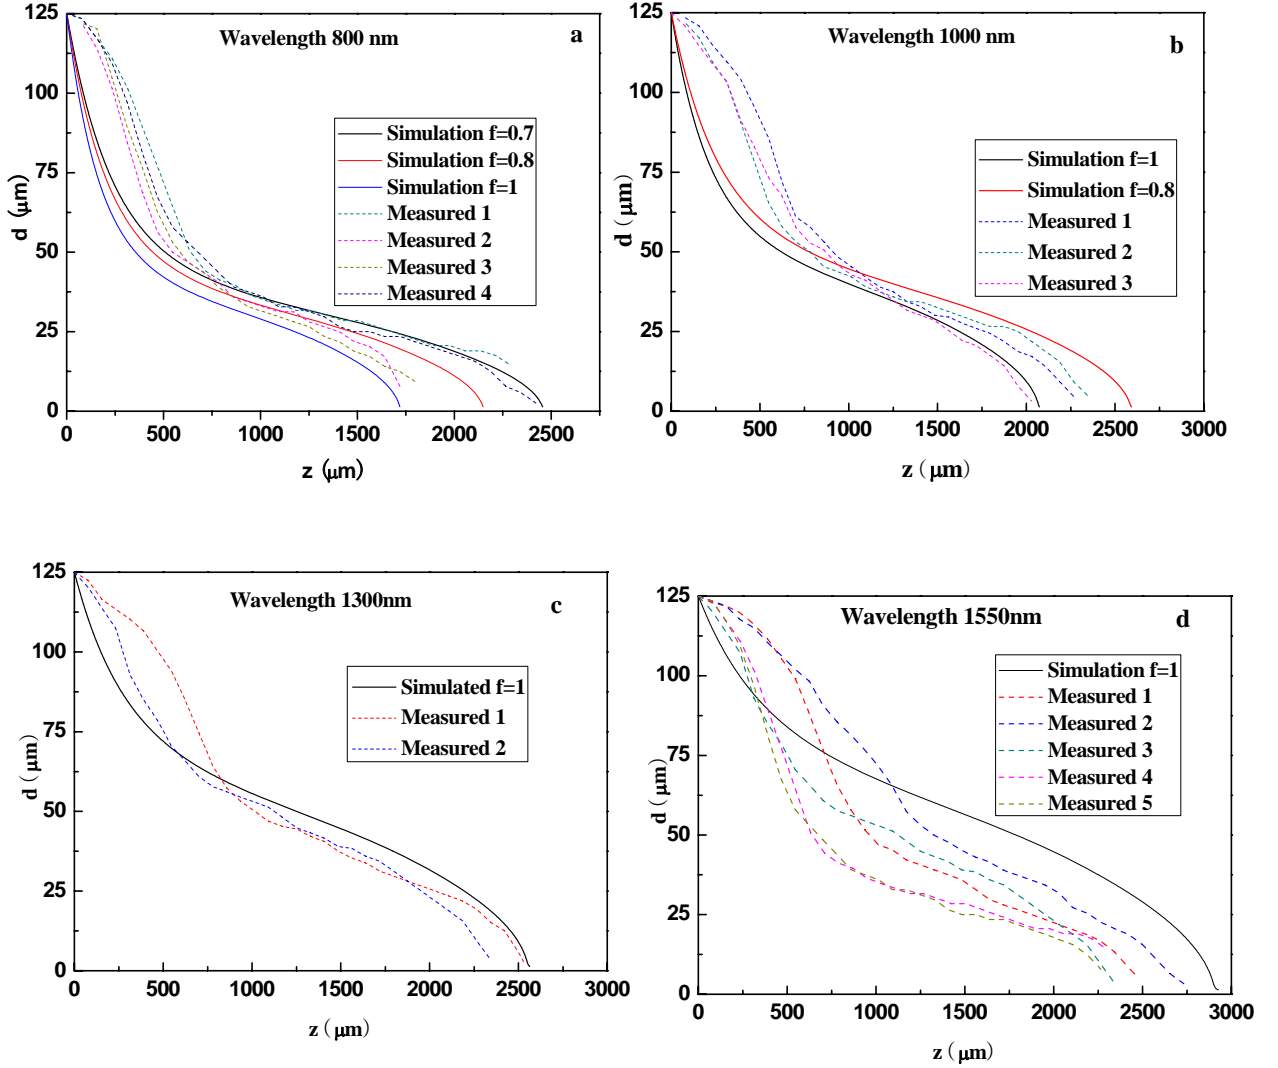 Wavelength 800 nm
a
125
100
75
50
25
0
d (μm)
Simulation f=0.7
Simulation f=0.8
Simulation f=1
Measured 1
Measured 2
Measured 3
Measured 4
0 500 1000 1500 2000 2500
z (μm)
Wavelength 1000 nm
b
125
100
75
50
25
0
d ( μm)
Simulation f=1
Simulation f=0.8
Measured 1
Measured 2
Measured 3
0 500 1000 1500 2000 2500 3000
z ( μm)
Wavelength 1300nm
c
125
100
75
50
25
0
d ( μm)
Simulated f=1
Measured 1
Measured 2
0 500 1000 1500 2000 2500 3000
z ( μm)
Wavelength 1550nm
d
125
100
75
50
25
0
d ( μm)
Simulation f=1
Measured 1
Measured 2
Measured 3
Measured 4
Measured 5
0 500 1000 1500 2000 2500 3000
z ( μm)